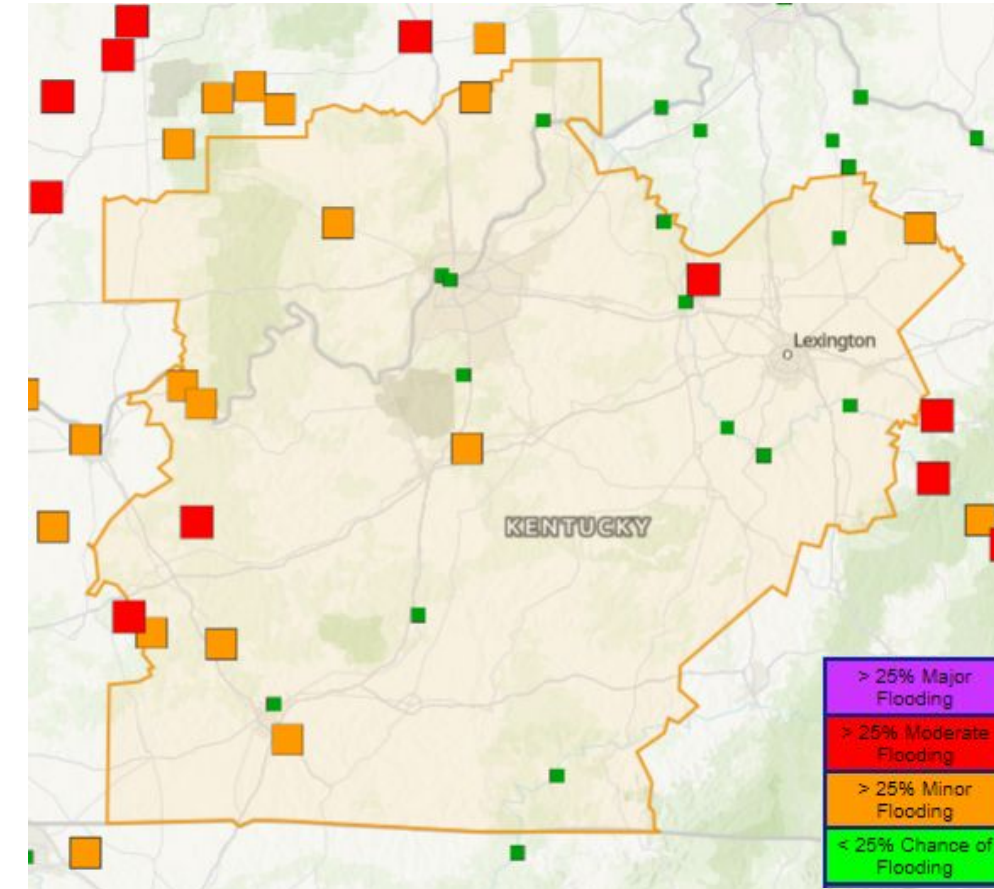 Lexington
KENTUCKY
> 25% Major
Flooding
> 25% Moderate
Flooding
> 25% Minor
Flooding
< 25% Chance of
Flooding